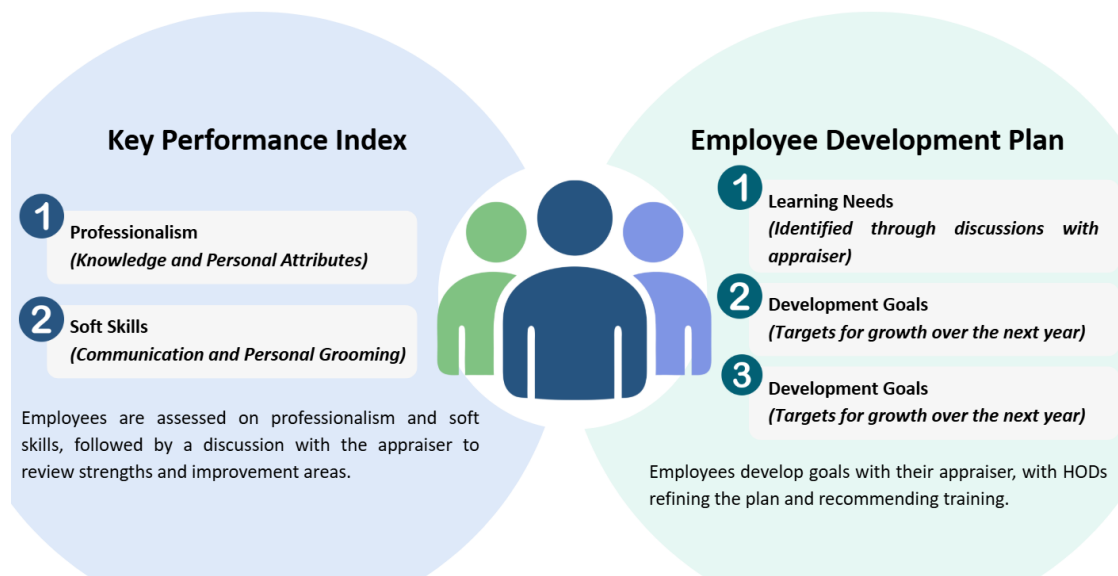 Key Performance Index
1
Professionalism
(Knowledge and Personal Attributes)
2
Soft Skills
(Communication and Personal Grooming)
Employees are assessed on professionalism and soft
skills, followed by a discussion with the appraiser to
review strengths and improvement areas.
Employee Development Plan
1
Learning Needs
(Identified through discussions with
appraiser)
2
Development Goals
(Targets for growth over the next year)
3
Development Goals
(Targets for growth over the next year)
Employees develop goals with their appraiser, with HODs
refining the plan and recommending training.